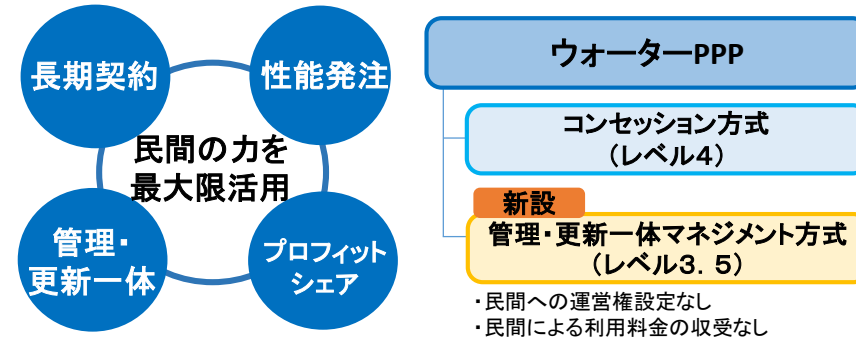 長期契約
性能発注
民間の力を
最大限活用
管理・
更新一体
プロフィット
シェア
ウォーターPPP
コンセッション方式
(レベル4)
新設
管理・更新一体マネジメント方式
(レベル3．5)
・民間への運営権設定なし
・民間による利用料金の収受なし